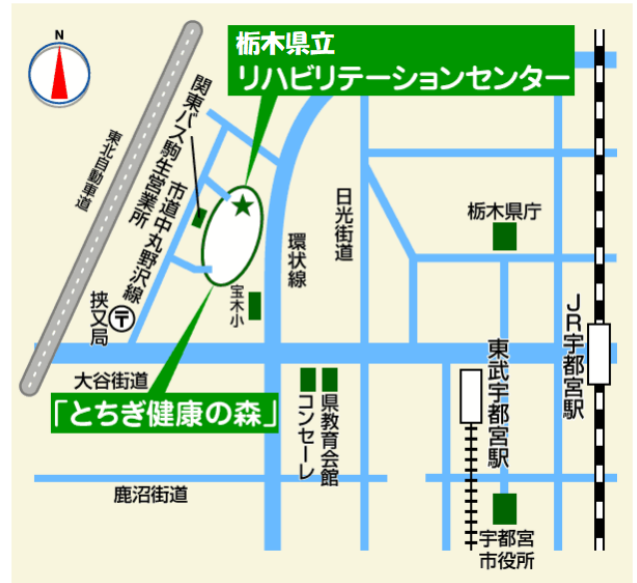 N
栃木県立
リハビリテーションセンター
関東バス駒生営業所
市道中丸野沢線
東北自動車道
日光街道
環状線
栃木県庁
宝木小
挟又局
〒
JR宇都宮駅
東武宇都宮駅
大谷街道
「とちぎ健康の森」
コンセーレ
県教育会館
鹿沼街道
宇都宮
市役所